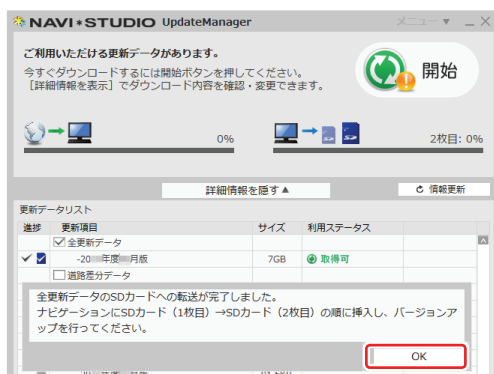 NAVI*STUDIO UpdateManager
メニュー ▼ _ X
ご利用いただける更新データがあります。
今すぐダウンロードするには開始ボタンを押してください。
[詳細情報を表示] でダウンロード内容を確認・変更できます。
開始
0%
2枚目: 0%
詳細情報を隠す▲
情報更新
更新データリスト
進捗 更新項目 サイズ 利用ステータス
全更新データ
-20 年度 月版 7GB 取得可
道路差分データ
全更新データのSDカードへの転送が完了しました。
ナビゲーションにSDカード（1枚目）→SDカード（2枚目）の順に挿入し、バージョンア
ップを行ってください。
OK